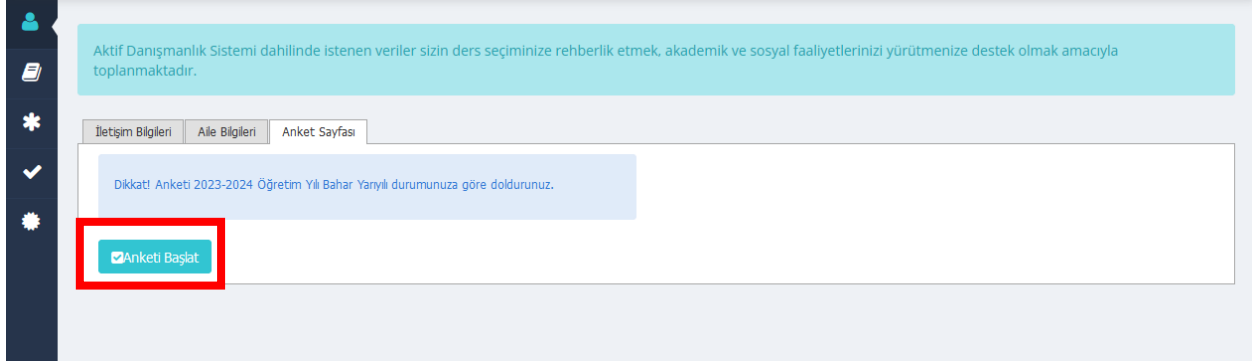 Aktif Danışmanlık Sistemi dahilinde istenen veriler sizin ders seçiminize rehberlik etmek, akademik ve sosyal faaliyetlerinizi yürütmenize destek olmak amacıyla
toplanmaktadır.
İletişim Bilgileri Aile Bilgileri Anket Sayfası
Dikkat! Anketi 2023-2024 Öğretim Yılı Bahar Yarıyılı durumunuza göre doldurunuz.
Anketi Başlat